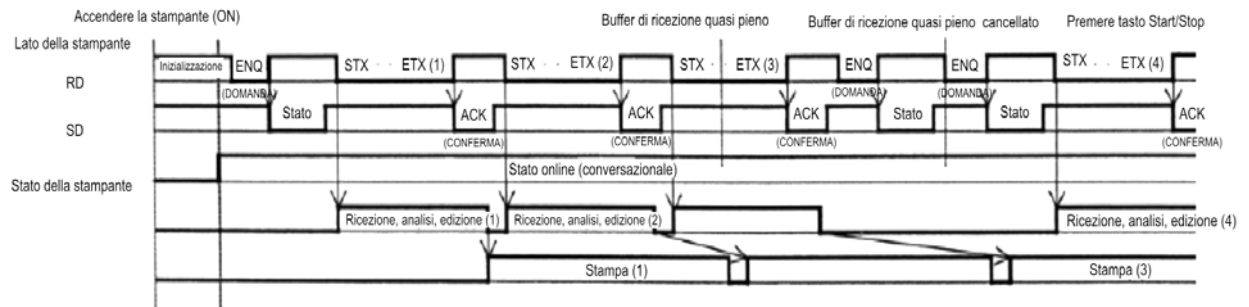 Accendere la stampante (ON)
Buffer di ricezione quasi pieno
Buffer di ricezione quasi pieno cancellato
Premere tasto Start/Stop
Lato della stampante
Inizializzazione
ENQ
STX · · ETX (1)
STX · · ETX (2)
STX · · ETX (3)
ENQ
ENQ
STX · · ETX (4)
RD
(DOMANDA)
(DOMANDA)
(DOMANDA)
Stato
ACK
ACK
ACK
Stato
Stato
ACK
SD
(CONFERMA)
(CONFERMA)
(CONFERMA)
(CONFERMA)
Stato online (conversazionale)
Stato della stampante
Ricezione, analisi, edizione (1)
Ricezione, analisi, edizione (2)
Ricezione, analisi, edizione (4)
Stampa (1)
Stampa (3)